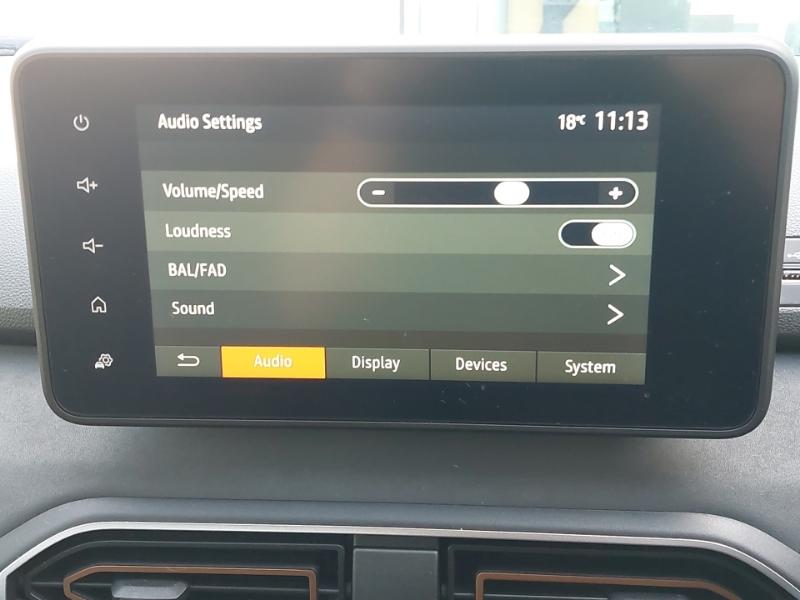 Audio Settings 18°C 11:13
Volume/Speed - +
Loudness
BAL/FAD
Sound
Audio Display Devices System